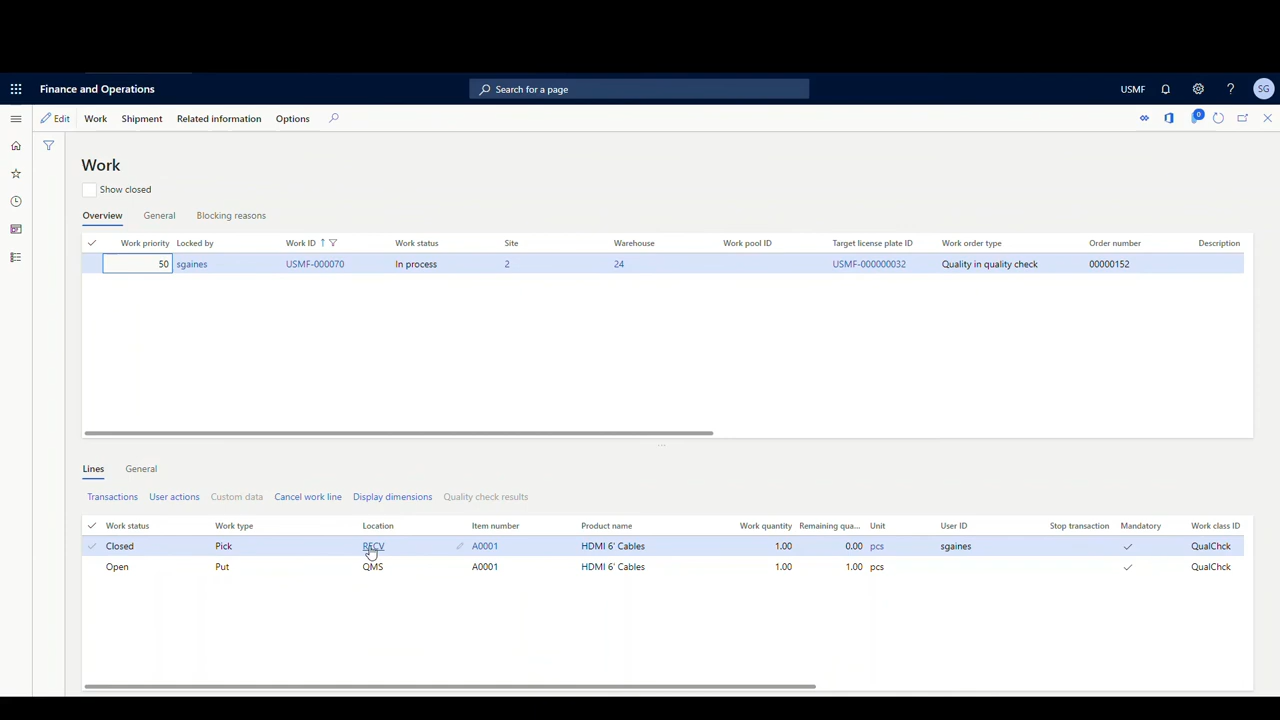 Finance and Operations Search for a page USMF SG
Edit Work Shipment Related information Options 0
Work
Show closed
Overview General Blocking reasons
Work priority Locked by Work ID Work status Site Warehouse Work pool ID Target license plate ID Work order type Order number Description
50 sgaines USMF-000070 In process 2 24 USMF-000000032 Quality in quality check 00000152
Lines General
Transactions User actions Custom data Cancel work line Display dimensions Quality check results
Work status Work type Location Item number Product name Work quantity Remaining qua... Unit User ID Stop transaction Mandatory Work class ID
Closed Pick RECV A0001 HDMI 6' Cables 1.00 0.00 pcs sgaines QualChck
Open Put QMS A0001 HDMI 6' Cables 1.00 1.00 pcs QualChck